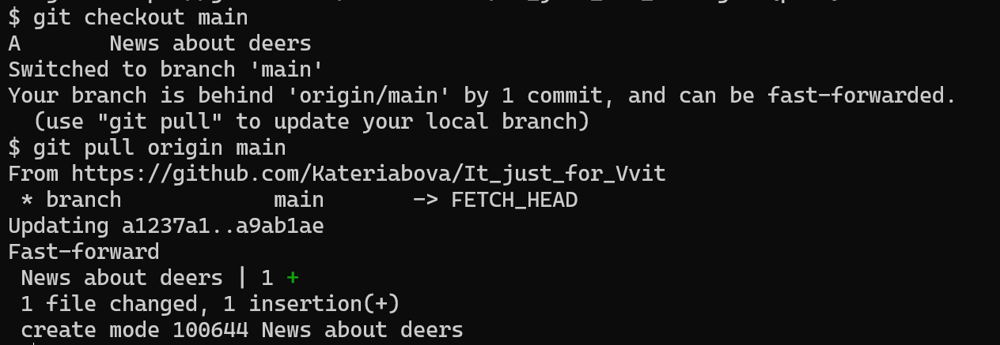 $ git checkout main
A       News about deers
Switched to branch 'main'
Your branch is behind 'origin/main' by 1 commit, and can be fast-forwarded.
  (use "git pull" to update your local branch)
$ git pull origin main
From https://github.com/Kateriabova/It_just_for_Vvit
 * branch            main       -> FETCH_HEAD
Updating a1237a1..a9ab1ae
Fast-forward
 News about deers | 1 +
 1 file changed, 1 insertion(+)
 create mode 100644 News about deers